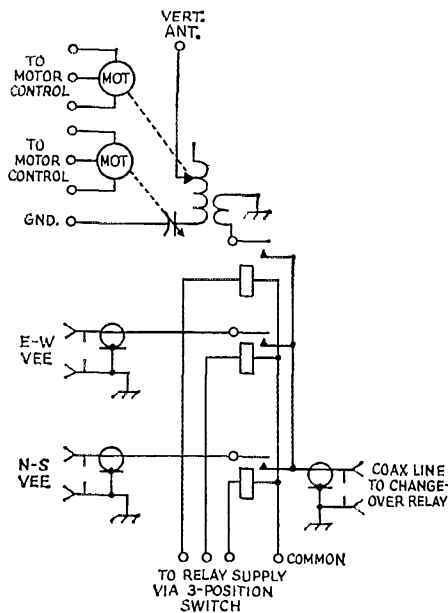 VERT.
ANT.
TO
MOTOR
CONTROL
MOT
TO
MOTOR
CONTROL
MOT
GND.
E-W
VEE
N-S
VEE
COAX LINE
TO CHANGE-
OVER RELAY
COMMON
TO RELAY SUPPLY
VIA 3-POSITION
SWITCH